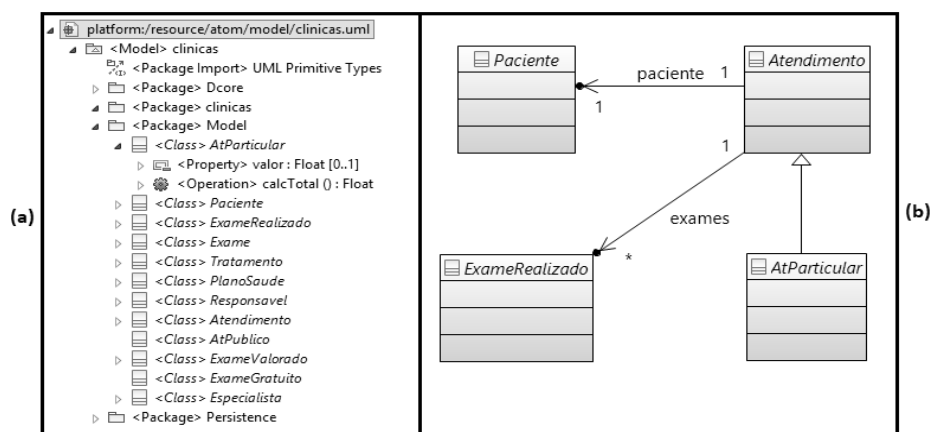 (a)
platform:/resource/atom/model/clinicas.uml
<Model> clinicas
<Package Import> UML Primitive Types
<Package> Dcore
<Package> clinicas
<Package> Model
<Class> AtParticular
<Property> valor : Float [0..1]
<Operation> calcTotal () : Float
<Class> Paciente
<Class> ExameRealizado
<Class> Exame
<Class> Tratamento
<Class> PlanoSaude
<Class> Responsavel
<Class> Atendimento
<Class> AtPublico
<Class> ExameValorado
<Class> ExameGratuito
<Class> Especialista
<Package> Persistence
Paciente
paciente 1
1
Atendimento
1
exames
*
ExameRealizado
AtParticular
(b)